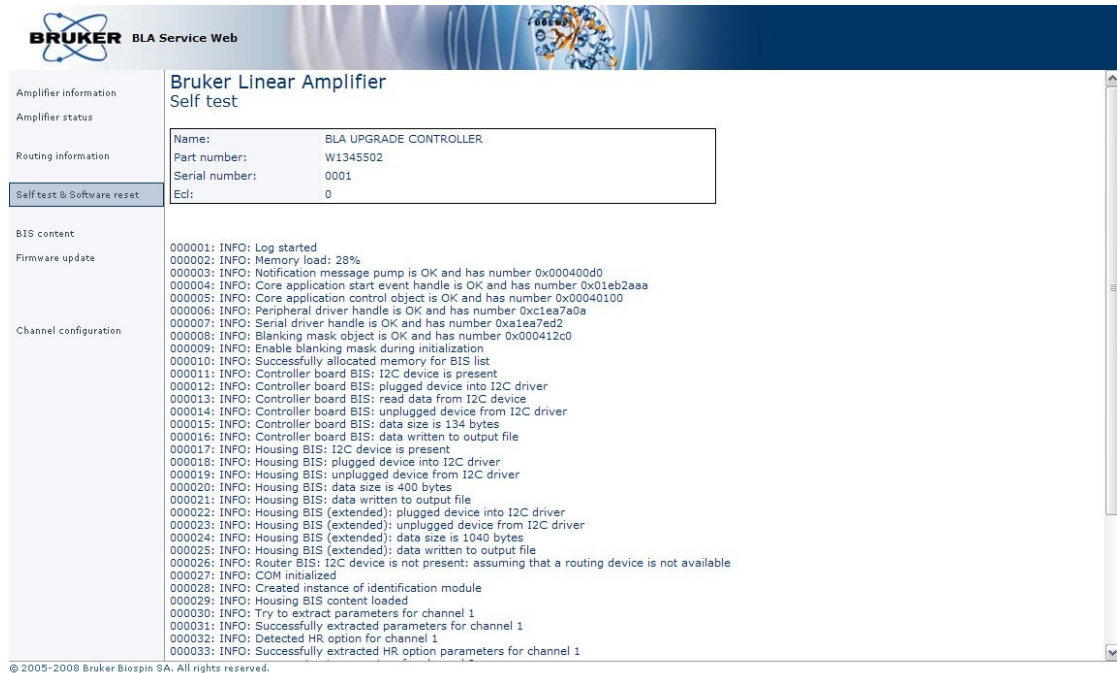 BRUKER BLA Service Web
Amplifier information
Amplifier status
Routing information
Self test & Software reset
BIS content
Firmware update
Channel configuration
Bruker Linear Amplifier
Self test
Name: BLA UPGRADE CONTROLLER
Part number: W1345502
Serial number: 0001
Ecl: 0
000001: INFO: Log started
000002: INFO: Memory load: 28%
000003: INFO: Notification message pump is OK and has number 0x000400d0
000004: INFO: Core application start event handle is OK and has number 0x01eb2aaa
000005: INFO: Core application control object is OK and has number 0x00040100
000006: INFO: Peripheral driver handle is OK and has number 0xc1ea7a0a
000007: INFO: Serial driver handle is OK and has number 0xa1ea7ed2
000008: INFO: Blanking mask object is OK and has number 0x000412c0
000009: INFO: Enable blanking mask during initialization
000010: INFO: Successfully allocated memory for BIS list
000011: INFO: Controller board BIS: I2C device is present
000012: INFO: Controller board BIS: plugged device into I2C driver
000013: INFO: Controller board BIS: read data from I2C device
000014: INFO: Controller board BIS: unplugged device from I2C driver
000015: INFO: Controller board BIS: data size is 134 bytes
000016: INFO: Controller board BIS: data written to output file
000017: INFO: Housing BIS: I2C device is present
000018: INFO: Housing BIS: plugged device into I2C driver
000019: INFO: Housing BIS: unplugged device from I2C driver
000020: INFO: Housing BIS: data size is 400 bytes
000021: INFO: Housing BIS: data written to output file
000022: INFO: Housing BIS (extended): plugged device into I2C driver
000023: INFO: Housing BIS (extended): unplugged device from I2C driver
000024: INFO: Housing BIS (extended): data size is 1040 bytes
000025: INFO: Housing BIS (extended): data written to output file
000026: INFO: Router BIS: I2C device is not present: assuming that a routing device is not available
000027: INFO: COM initialized
000028: INFO: Created instance of identification module
000029: INFO: Housing BIS content loaded
000030: INFO: Try to extract parameters for channel 1
000031: INFO: Successfully extracted parameters for channel 1
000032: INFO: Detected HR option for channel 1
000033: INFO: Successfully extracted HR option parameters for channel 1
© 2005-2008 Bruker Biospin SA. All rights reserved.